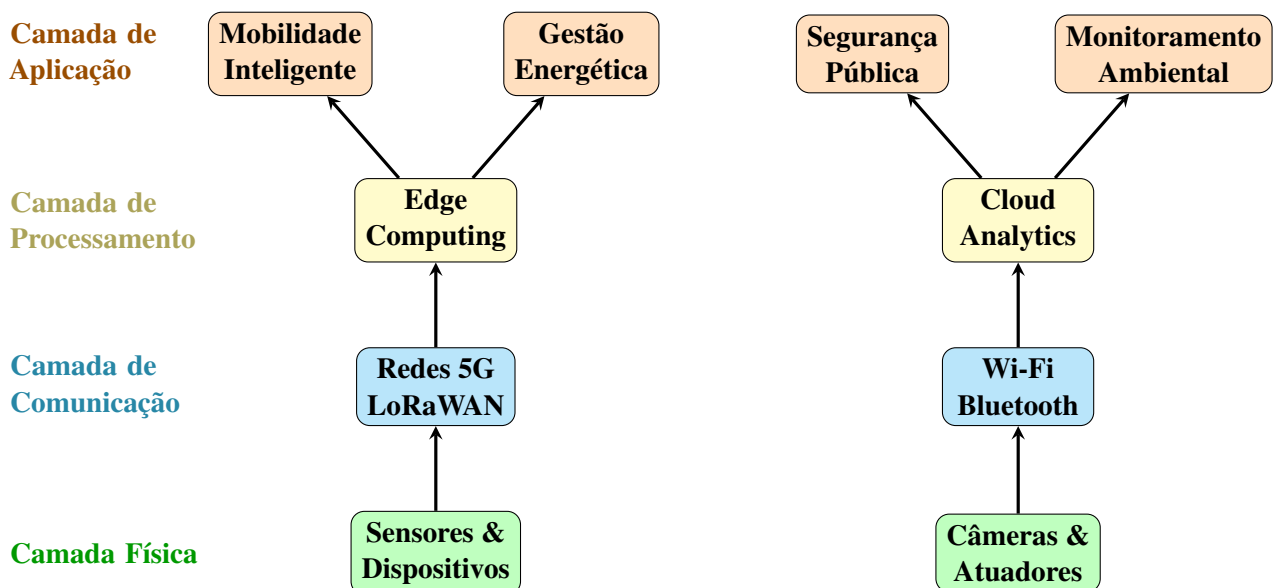 Camada de
Aplicação
Mobilidade
Inteligente
Gestão
Energética
Segurança
Pública
Monitoramento
Ambiental
Camada de
Processamento
Edge
Computing
Cloud
Analytics
Camada de
Comunicação
Redes 5G
LoRaWAN
Wi-Fi
Bluetooth
Camada Física
Sensores &
Dispositivos
Câmeras &
Atuadores